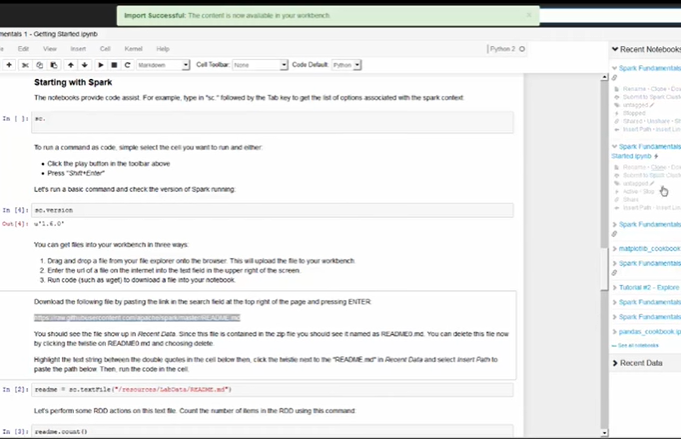 Import Successful: The content is now available in your workbench
mentals 1 - Getting Started.ipynb
Edit View Insert Cell Kernel Help
Python 2
Markdown Cell Toolbar: None Code Default: Python
Starting with Spark
The notebooks provide code assist. For example, type in "sc." followed by the Tab key to get the list of options associated with the spark context:
In [ ]: sc.
To run a command as code, simple select the cell you want to run and either:
Click the play button in the toolbar above
Press "Shift+Enter"
Let's run a basic command and check the version of Spark running:
In [4]: sc.version
Out[4]: u'1.6.0'
You can get files into your workbench in three ways:
1. Drag and drop a file from your file explorer onto the browser. This will upload the file to your workbench.
2. Enter the url of a file on the internet into the text field in the upper right of the screen.
3. Run code (such as wget) to download a file into your notebook.
Download the following file by pasting the link in the search field at the top right of the page and pressing ENTER:
You should see the file show up in Recent Data. Since this file is contained in the zip file you should see it named as README0.md. You can delete this file now
by clicking the twistie on README0.md and choosing delete.
Highlight the text string between the double quotes in the cell below then, click the twistie next to the "README.md" in Recent Data and select Insert Path to
paste the path below. Then, run the code in the cell.
In [2]: readme = sc.textFile("/resources/LabData/README.md")
Let's perform some RDD actions on this text file. Count the number of items in the RDD using this command:
In [3]: readme.count()
Recent Notebooks
Spark Fundamentals
Rename - Clone - Ex
Submit to Spark Cluste
untagged
Stopped
Shared - Unshare - Sh
Insert Path - Insert Lin
Spark Fundamentals
Started.ipynb
Rename - Clone - Ex
Submit to Spark Cluste
untagged
Active - Stop
Share
Insert Path - Insert Lin
Spark Fundamentals
matplotlib_cookbook
Spark Fundamentals
Tutorial #2 - Explore
Spark Fundamentals
Spark Fundamentals
pandas_cookbook.ip
See all notebooks
Recent Data